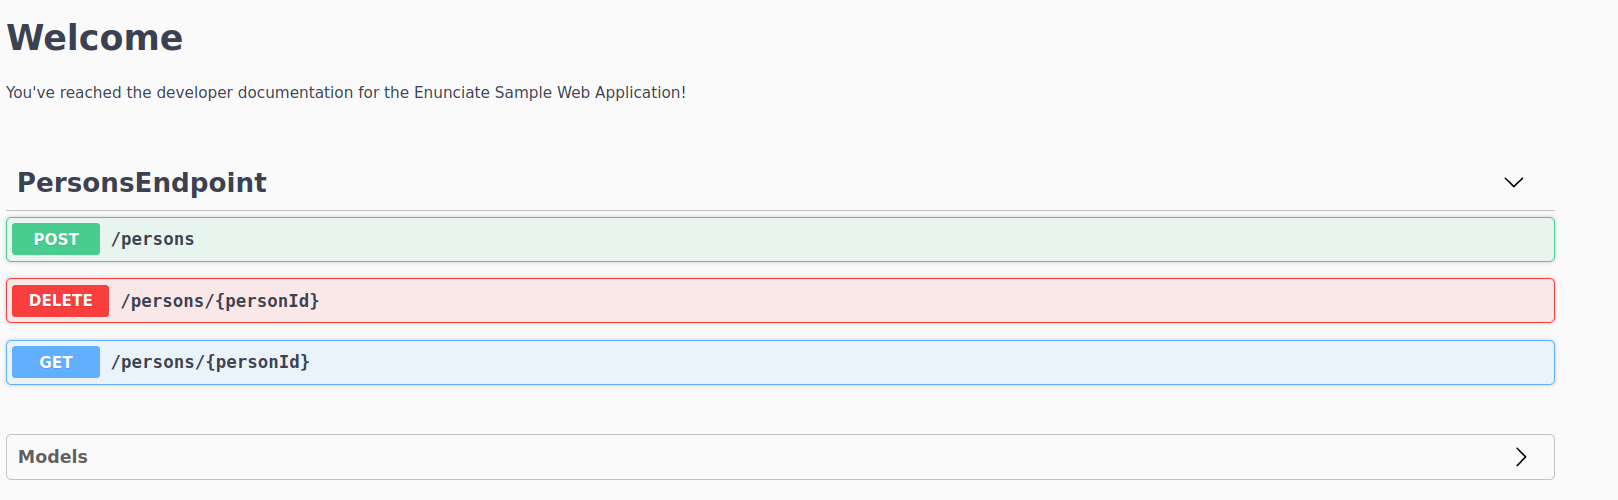 Welcome
You've reached the developer documentation for the Enunciate Sample Web Application!
PersonsEndpoint
POST /persons
DELETE /persons/{personId}
GET /persons/{personId}
Models